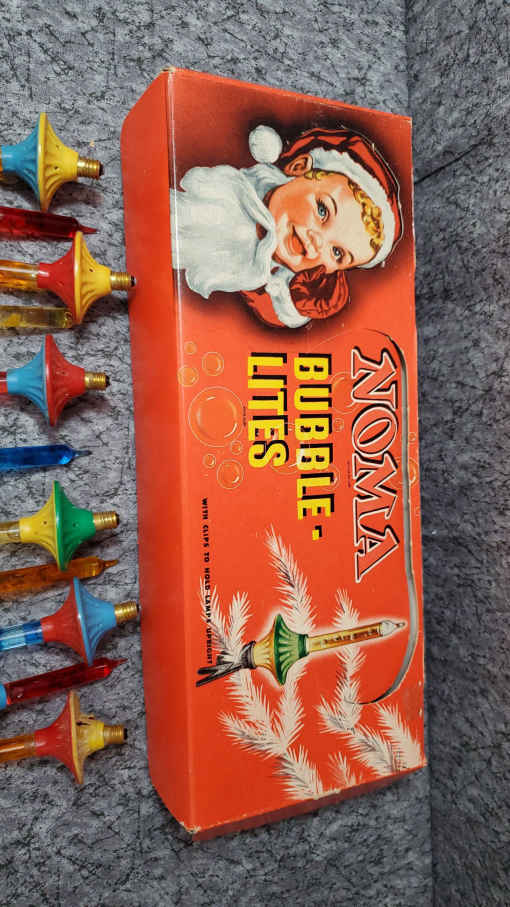 NOMA
BUBBLE-
LITES
WITH CLIPS TO HOLD LAMPS UPRIGHT